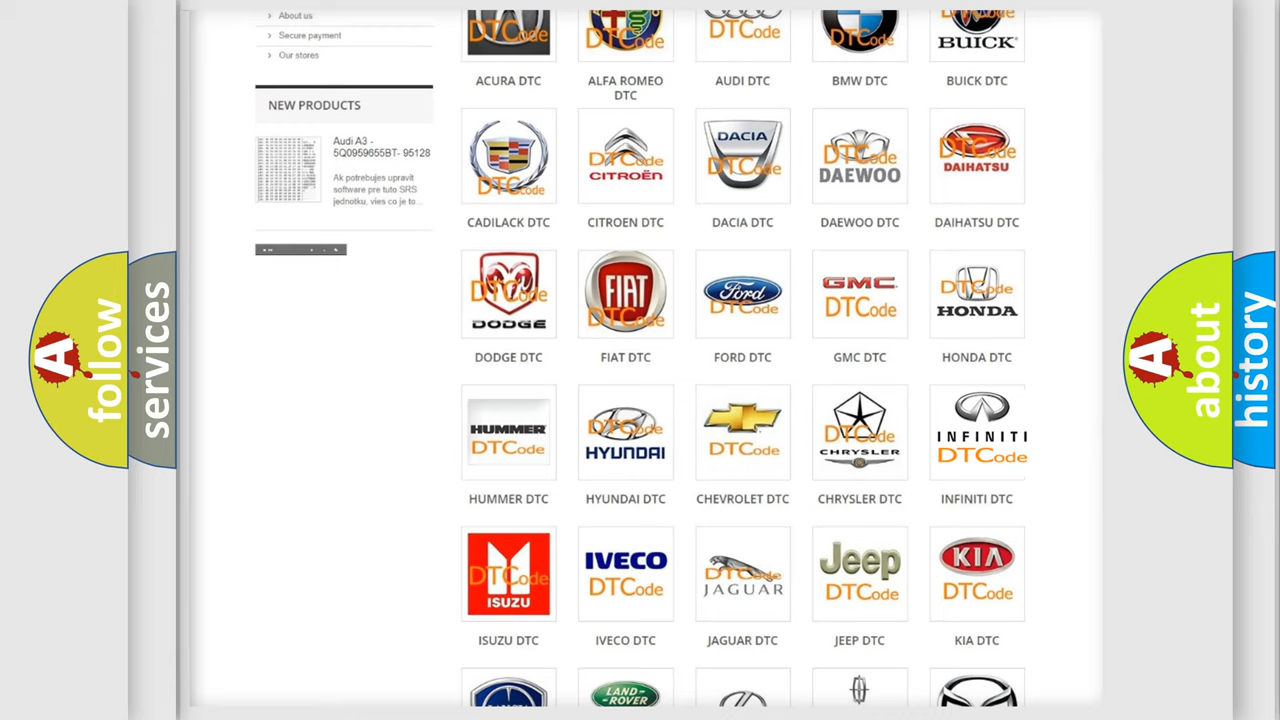 About us
Secure payment
Our stores
NEW PRODUCTS
Audi A3 -
5Q0959655BT- 95128
Ak potrebujes upravit
software pre tuto SRS
jednotku, vies co je to...
DTCode
DTCode
DTCode
DTCode
BUICK
ACURA DTC
ALFA ROMEO
DTC
AUDI DTC
BMW DTC
BUICK DTC
DTCode
DTCode
CITROËN
DACIA
DTCode
DTCode
DAEWOO
DTCode
DAIHATSU
CADILACK DTC
CITROEN DTC
DACIA DTC
DAEWOO DTC
DAIHATSU DTC
DTCode
DODGE
FIAT
DTCode
Ford
DTCode
GMC
DTCode
DTCode
HONDA
DODGE DTC
FIAT DTC
FORD DTC
GMC DTC
HONDA DTC
HUMMER
DTCode
DTCode
HYUNDAI
DTCode
DTCode
CHRYSLER
INFINITI
DTCode
HUMMER DTC
HYUNDAI DTC
CHEVROLET DTC
CHRYSLER DTC
INFINITI DTC
DTCode
ISUZU
IVECO
DTCode
DTCode
JAGUAR
Jeep
DTCode
KIA
DTCode
ISUZU DTC
IVECO DTC
JAGUAR DTC
JEEP DTC
KIA DTC
LAND-
ROVER
A follow
services
A about
history